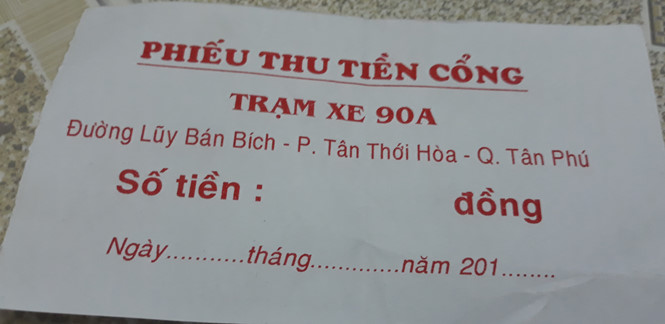 PHIẾU THU TIỀN CỔNG
TRẠM XE 90A
Đường Lũy Bán Bích - P. Tân Thới Hòa - Q. Tân Phú
Số tiền : đồng
Ngày...........tháng.............năm 201........